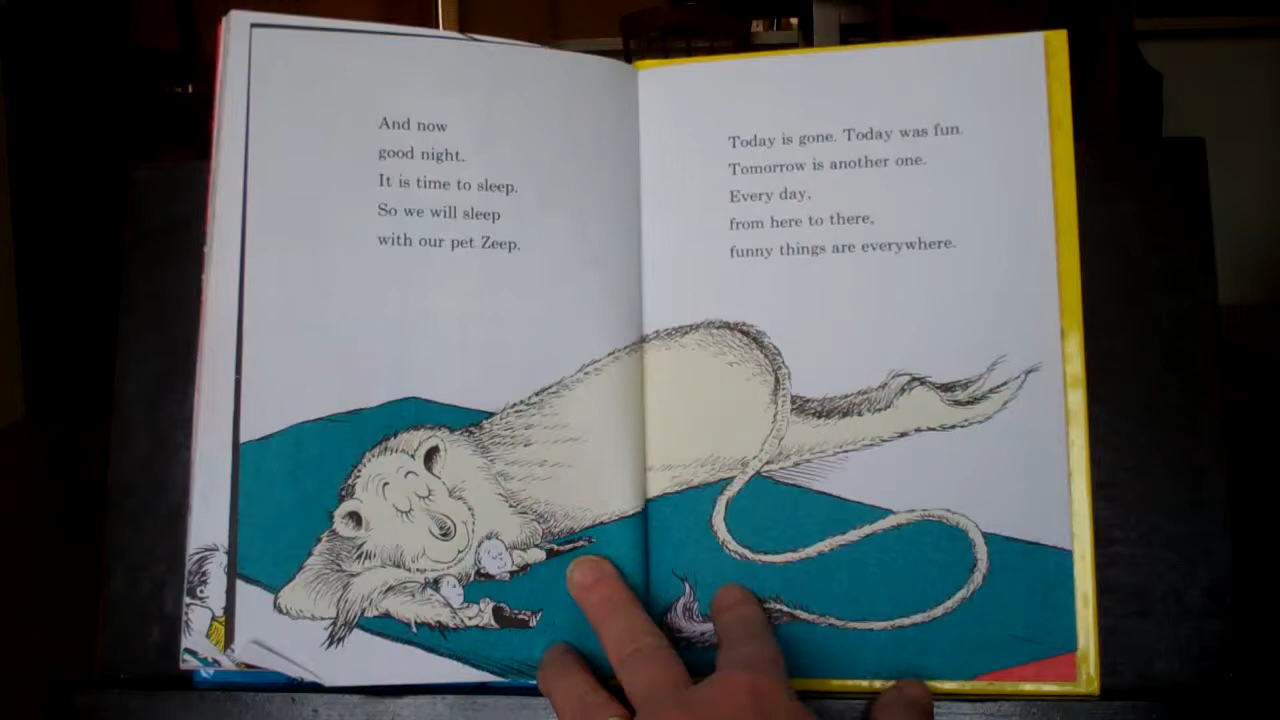 And now
good night.
It is time to sleep.
So we will sleep
with our pet Zeep.
Today is gone. Today was fun.
Tomorrow is another one.
Every day,
from here to there,
funny things are everywhere.